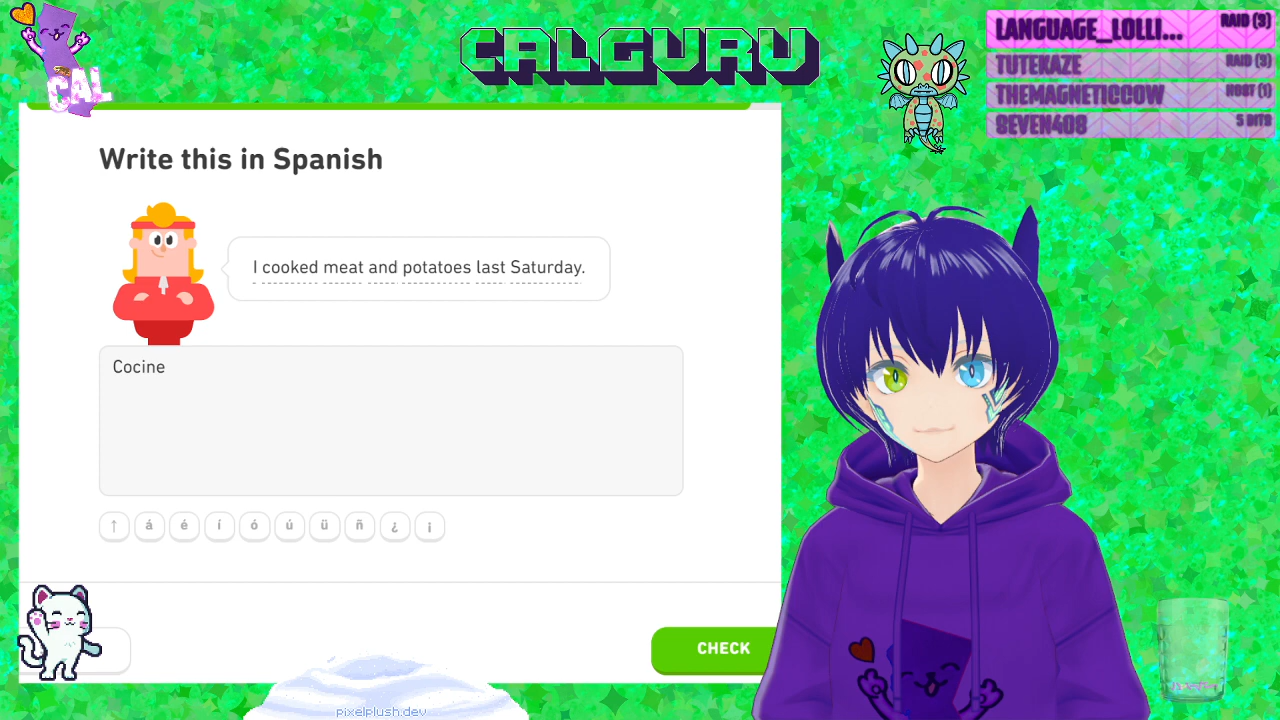 CAL
CALGURU
LANGUAGE_LOLLI... RAID (3)
TUTEKAZE RAID (3)
THEMAGNETICCOW HOST (1)
SEVEN408 5 BITS
Write this in Spanish
I cooked meat and potatoes last Saturday.
Cocine
↑ á é í ó ú ü ñ ¿ ¡
CHECK
pixelplush.dev